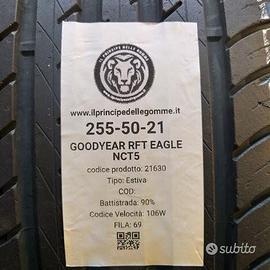 IL PRINCIPE DELLE GOMME
www.ilprincipedellegomme.it
255-50-21
GOODYEAR RFT EAGLE
NCT5
codice prodotto: 21630
Tipo: Estiva
COD:
Battistrada: 90%
Codice Velocità: 106W
FILA: 69
subito